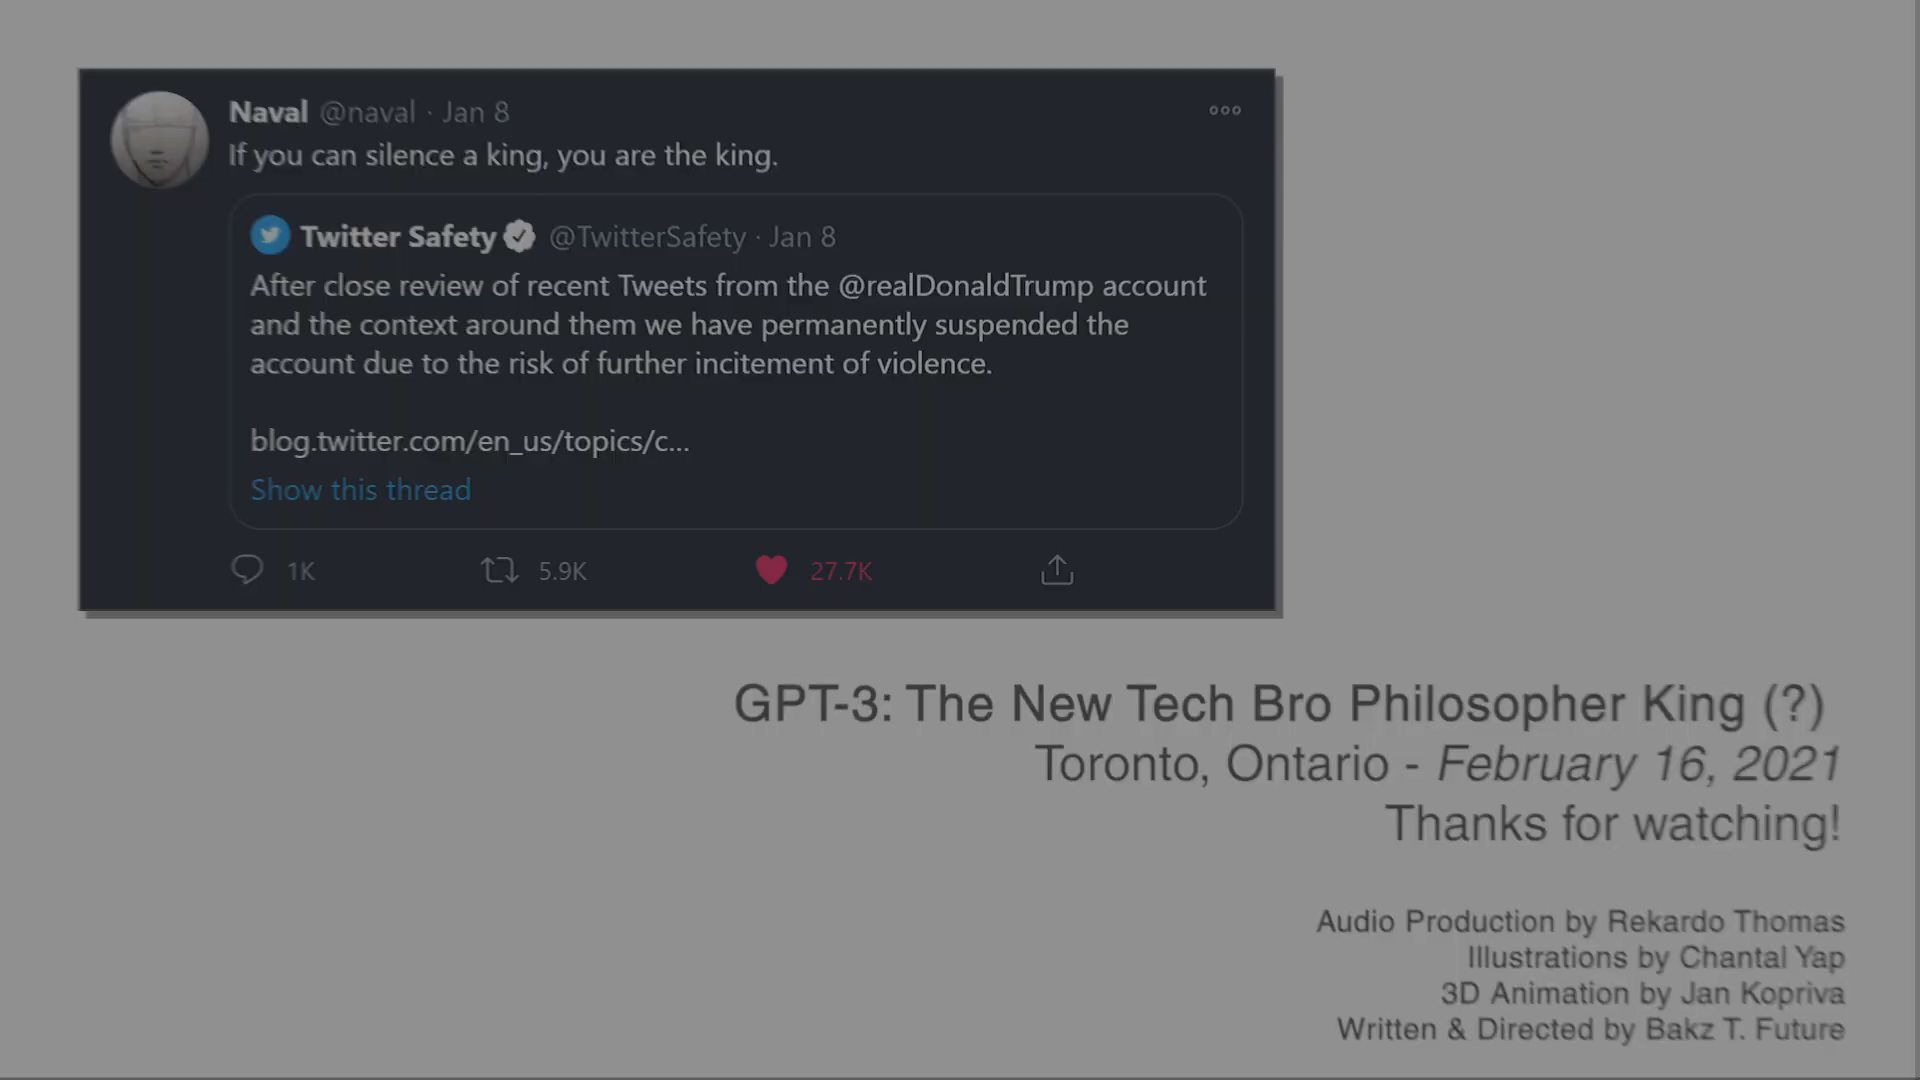 Naval @naval · Jan 8
If you can silence a king, you are the king.
Twitter Safety @TwitterSafety · Jan 8
After close review of recent Tweets from the @realDonaldTrump account
and the context around them we have permanently suspended the
account due to the risk of further incitement of violence.
blog.twitter.com/en_us/topics/c...
Show this thread
1K 5.9K 27.7K
GPT-3: The New Tech Bro Philosopher King (?)
Toronto, Ontario - February 16, 2021
Thanks for watching!
Audio Production by Rekardo Thomas
Illustrations by Chantal Yap
3D Animation by Jan Kopriva
Written & Directed by Bakz T. Future